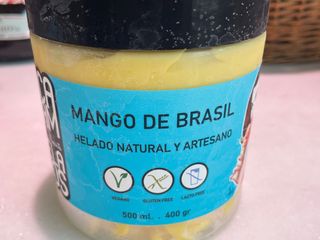 MANGO DE BRASIL
HELADO NATURAL Y ARTESANO
VEGANO GLUTEN FREE LACTO FREE
500 ml. . 400 gr